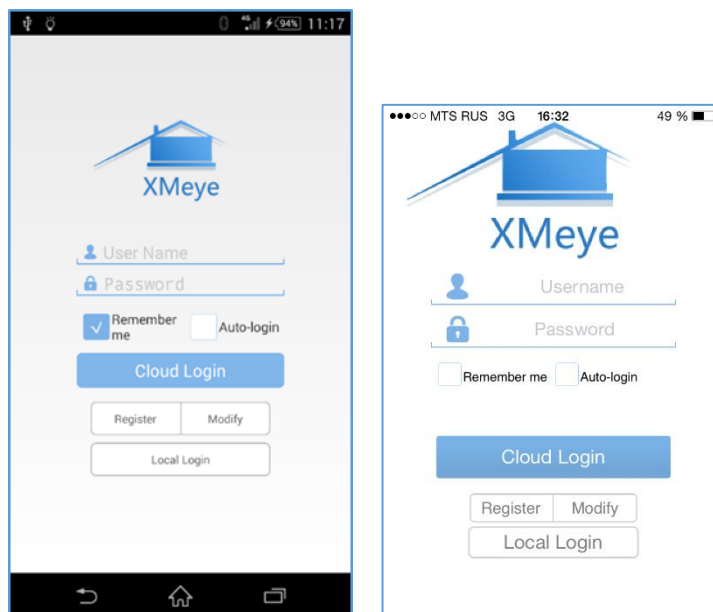 4G 94% 11:17
XMeye
User Name
Password
Remember me
Auto-login
Cloud Login
Register Modify
Local Login
MTS RUS 3G 16:32 49 %
XMeye
Username
Password
Remember me Auto-login
Cloud Login
Register Modify
Local Login